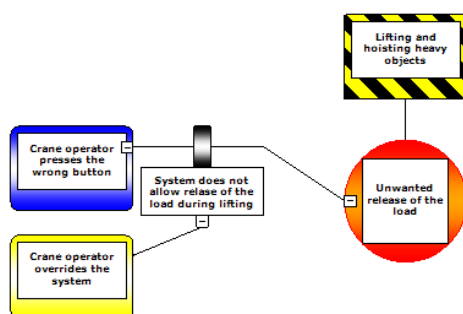 Lifting and
hoisting heavy
objects
Crane operator
presses the
wrong button
System does not
allow relase of the
load during lifting
Unwanted
release of the
load
Crane operator
overrides the
system